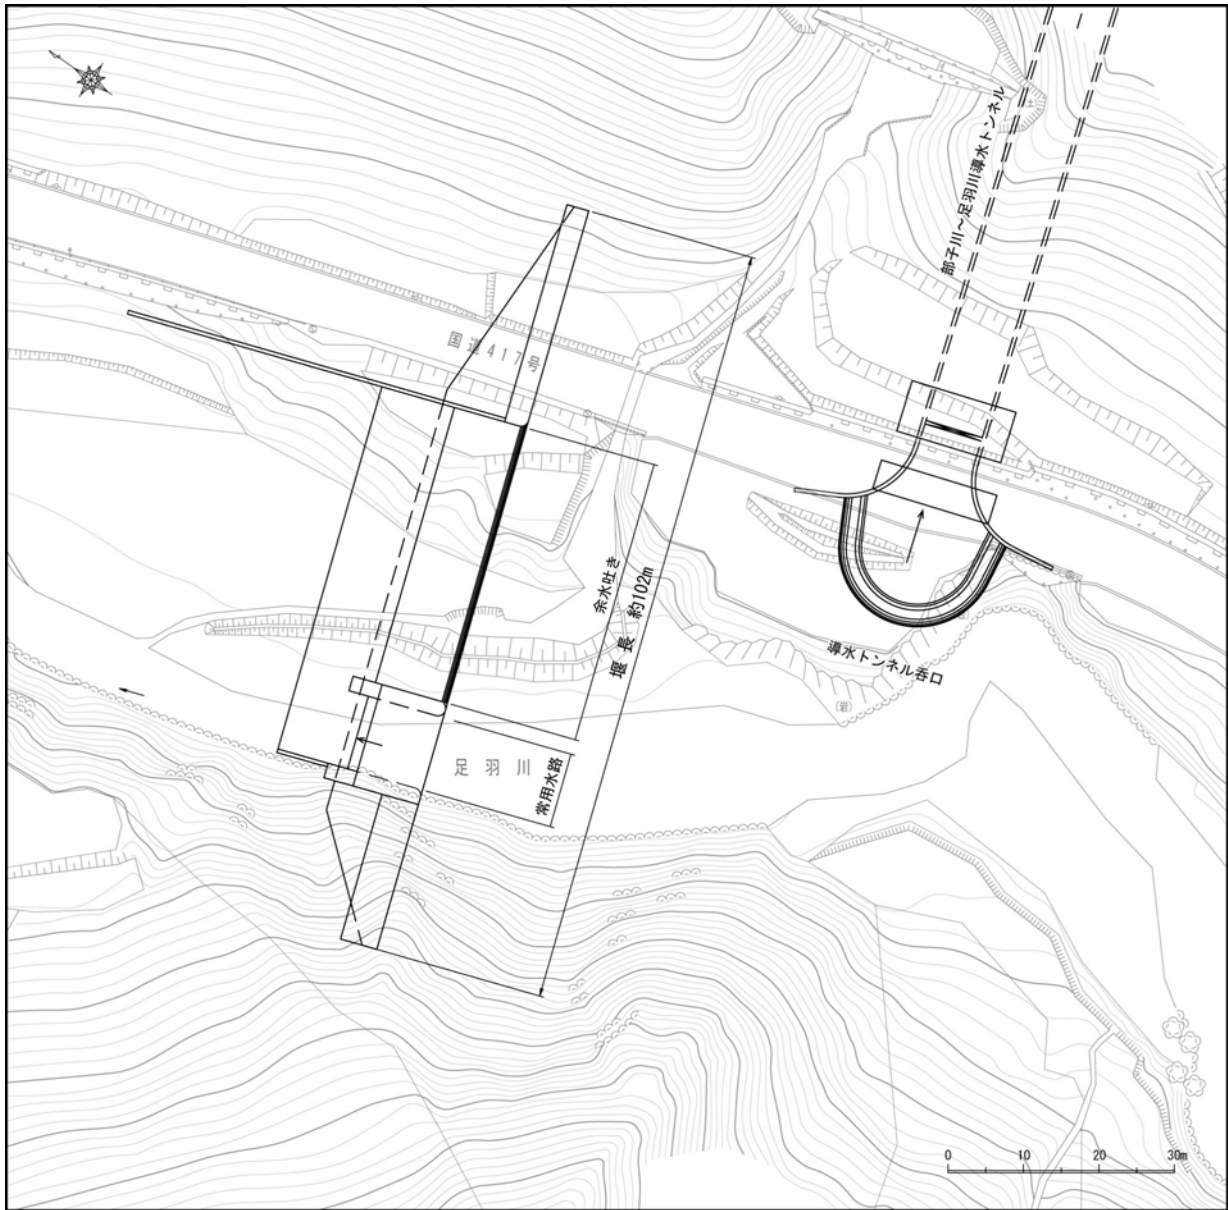 部子川～足羽川導水トンネル
国道417号
余水吐き
堰長 約102m
導水トンネル呑口
(岩)
足羽川
常用水路
0 10 20 30m